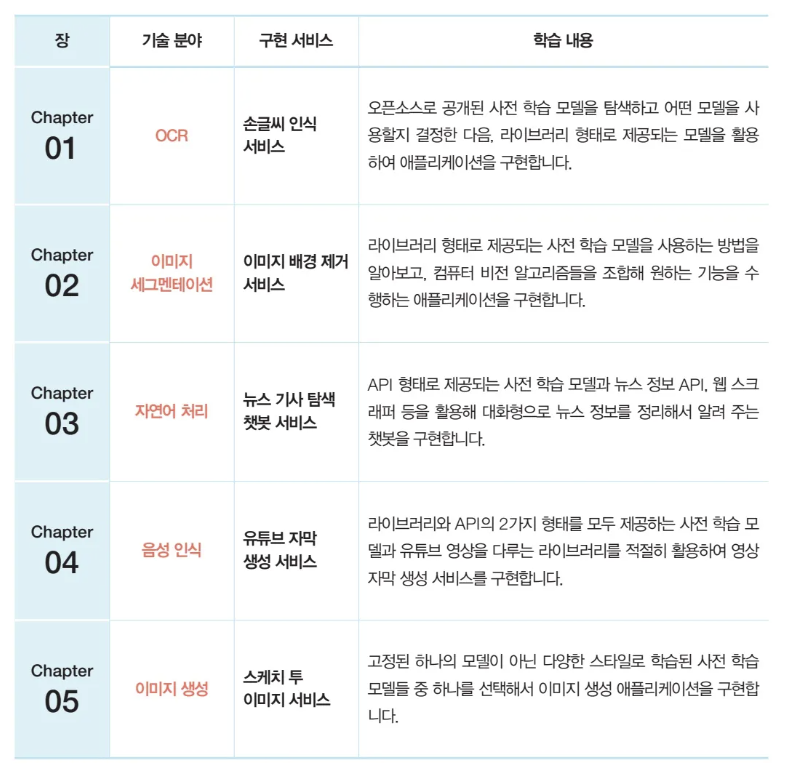 장
기술 분야
구현 서비스
학습 내용
Chapter
01
OCR
손글씨 인식
서비스
오픈소스로 공개된 사전 학습 모델을 탐색하고 어떤 모델을 사
용할지 결정한 다음, 라이브러리 형태로 제공되는 모델을 활용
하여 애플리케이션을 구현합니다.
Chapter
02
이미지
세그멘테이션
이미지 배경 제거
서비스
라이브러리 형태로 제공되는 사전 학습 모델을 사용하는 방법을
알아보고, 컴퓨터 비전 알고리즘들을 조합해 원하는 기능을 수
행하는 애플리케이션을 구현합니다.
Chapter
03
자연어 처리
뉴스 기사 탐색
챗봇 서비스
API 형태로 제공되는 사전 학습 모델과 뉴스 정보 API, 웹 스크
래퍼 등을 활용해 대화형으로 뉴스 정보를 정리해서 알려 주는
챗봇을 구현합니다.
Chapter
04
음성 인식
유튜브 자막
생성 서비스
라이브러리와 API의 2가지 형태를 모두 제공하는 사전 학습 모
델과 유튜브 영상을 다루는 라이브러리를 적절히 활용하여 영상
자막 생성 서비스를 구현합니다.
Chapter
05
이미지 생성
스케치 투
이미지 서비스
고정된 하나의 모델이 아닌 다양한 스타일로 학습된 사전 학습
모델들 중 하나를 선택해서 이미지 생성 애플리케이션을 구현합
니다.